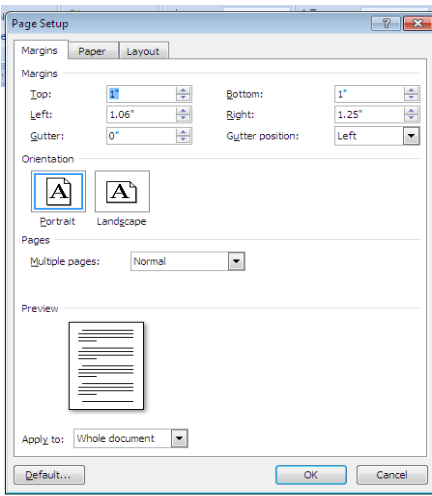 Page Setup
Margins Paper Layout
Margins
Top: 1" Bottom: 1"
Left: 1.06" Right: 1.25"
Gutter: 0" Gutter position: Left
Orientation
A A
Portrait Landscape
Pages
Multiple pages: Normal
Preview
Apply to: Whole document
Default... OK Cancel